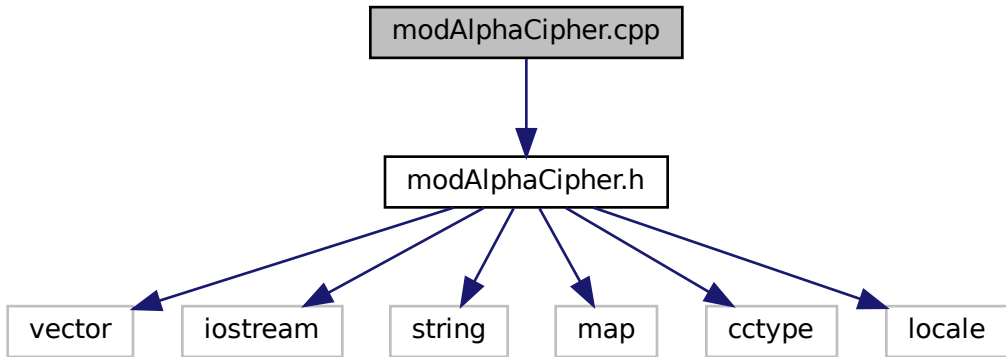 modAlphaCipher.cpp
modAlphaCipher.h
vector
iostream
string
map
cctype
locale